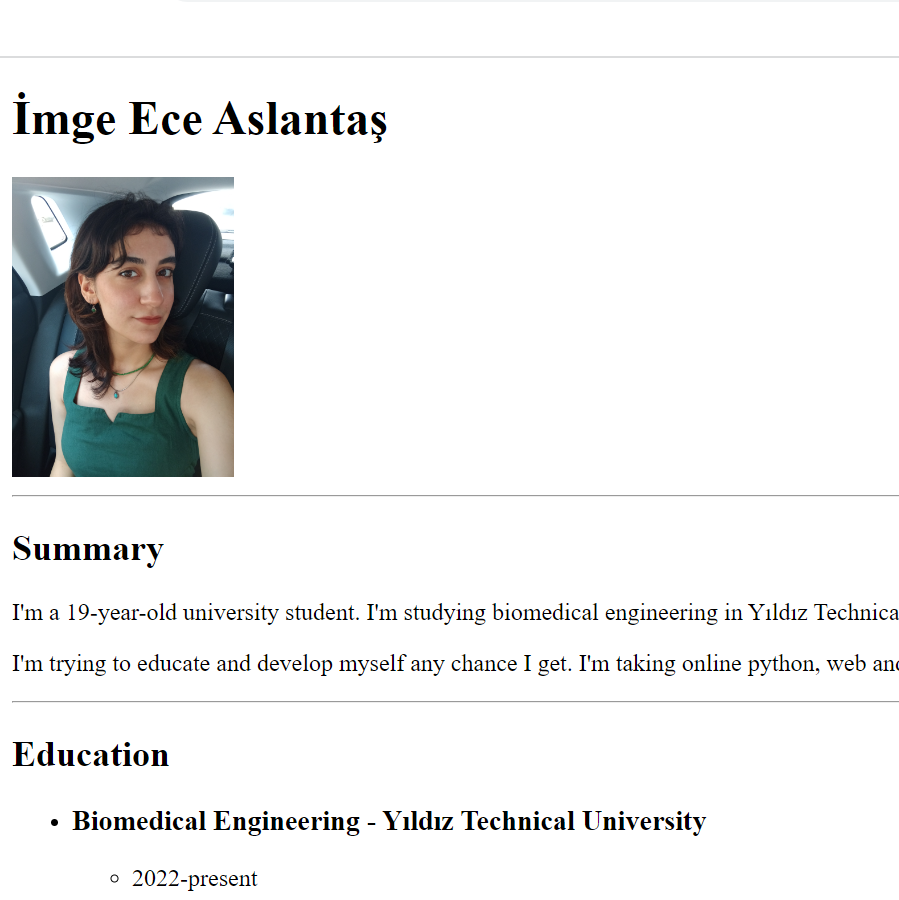 İmge Ece Aslantaş
Summary
I'm a 19-year-old university student. I'm studying biomedical engineering in Yıldız Technica
I'm trying to educate and develop myself any chance I get. I'm taking online python, web and
Education
Biomedical Engineering - Yıldız Technical University
2022-present